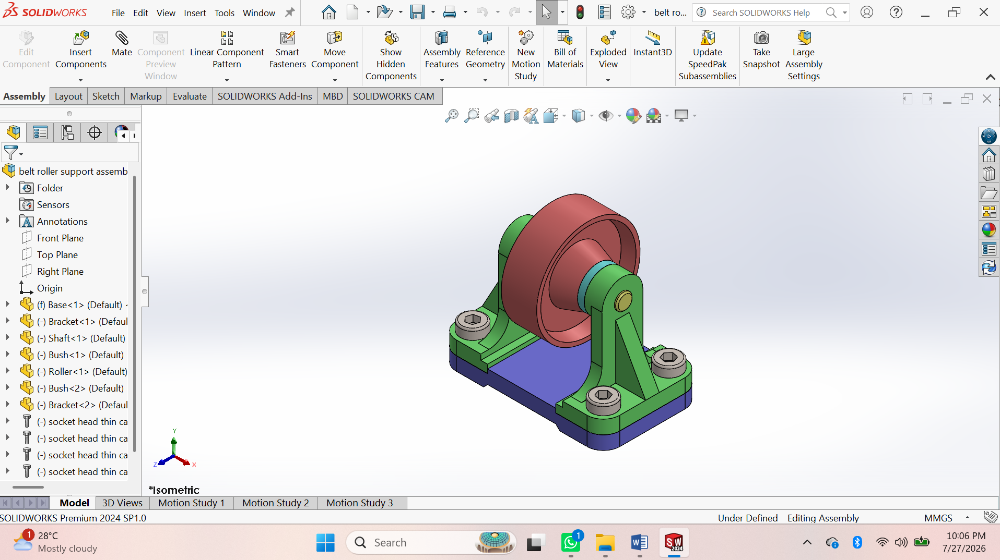 SOLIDWORKS
File Edit View Insert Tools Window
belt ro...
Search SOLIDWORKS Help
Edit Component
Insert Components
Mate
Component Preview Window
Linear Component Pattern
Smart Fasteners
Move Component
Show Hidden Components
Assembly Features
Reference Geometry
New Motion Study
Bill of Materials
Exploded View
Instant3D
Update SpeedPak Subassemblies
Take Snapshot
Large Assembly Settings
Assembly Layout Sketch Markup Evaluate SOLIDWORKS Add-Ins MBD SOLIDWORKS CAM
belt roller support assemb
Folder
Sensors
Annotations
Front Plane
Top Plane
Right Plane
Origin
(f) Base<1> (Default)
(-) Bracket<1> (Defaul
(-) Shaft<1> (Default)
(-) Bush<1> (Default)
(-) Roller<1> (Default)
(-) Bush<2> (Default)
(-) Bracket<2> (Defaul
(-) socket head thin ca
(-) socket head thin ca
(-) socket head thin ca
(-) socket head thin ca
Y
Z
X
*Isometric
Model 3D Views Motion Study 1 Motion Study 2 Motion Study 3
SOLIDWORKS Premium 2024 SP1.0
Under Defined Editing Assembly MMGS
1
28°C
Mostly cloudy
Search
1
W
SW
2024
10:06 PM
7/27/2026